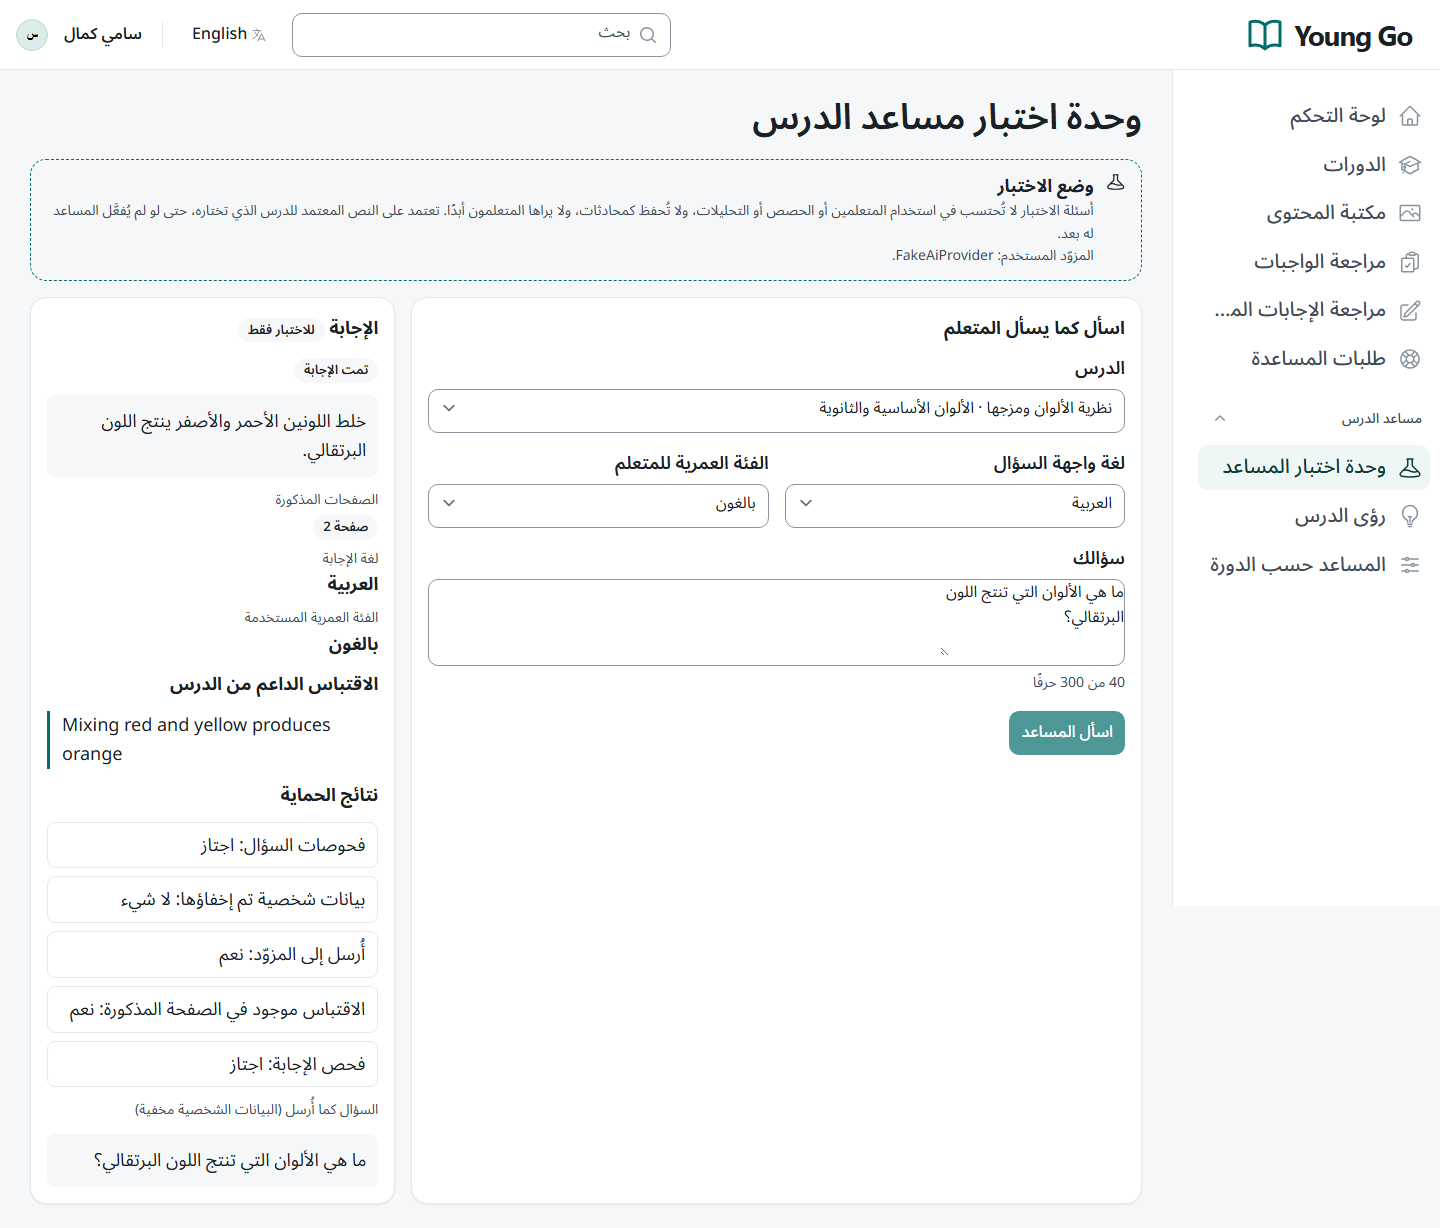 Young Go
بحث
English
سامي كمال
س
لوحة التحكم
الدورات
مكتبة المحتوى
مراجعة الواجبات
مراجعة الإجابات المـ...
طلبات المساعدة
مساعد الدرس
وحدة اختبار المساعد
رؤى الدرس
المساعد حسب الدورة
وحدة اختبار مساعد الدرس
وضع الاختبار
أسئلة الاختبار لا تُحتسب في استخدام المتعلمين أو الحصص أو التحليلات، ولا تُحفظ كمحادثات، ولا يراها المتعلمون أبدًا. تعتمد على النص المعتمد للدرس الذي تختاره، حتى لو لم يُفعَّل المساعد
له بعد.
المزوّد المستخدم: FakeAiProvider.
اسأل كما يسأل المتعلم
الدرس
نظرية الألوان ومزجها · الألوان الأساسية والثانوية
لغة واجهة السؤال
الفئة العمرية للمتعلم
العربية
بالغون
سؤالك
ما هي الألوان التي تنتج اللون
البرتقالي؟
40 من 300 حرفًا
اسأل المساعد
الإجابة
للاختبار فقط
تمت الإجابة
خلط اللونين الأحمر والأصفر ينتج اللون
البرتقالي.
الصفحات المذكورة
صفحة 2
لغة الإجابة
العربية
الفئة العمرية المستخدمة
بالغون
الاقتباس الداعم من الدرس
Mixing red and yellow produces
orange
نتائج الحماية
فحوصات السؤال: اجتاز
بيانات شخصية تم إخفاؤها: لا شيء
أُرسل إلى المزوّد: نعم
الاقتباس موجود في الصفحة المذكورة: نعم
فحص الإجابة: اجتاز
السؤال كما أُرسل (البيانات الشخصية مخفية)
ما هي الألوان التي تنتج اللون البرتقالي؟